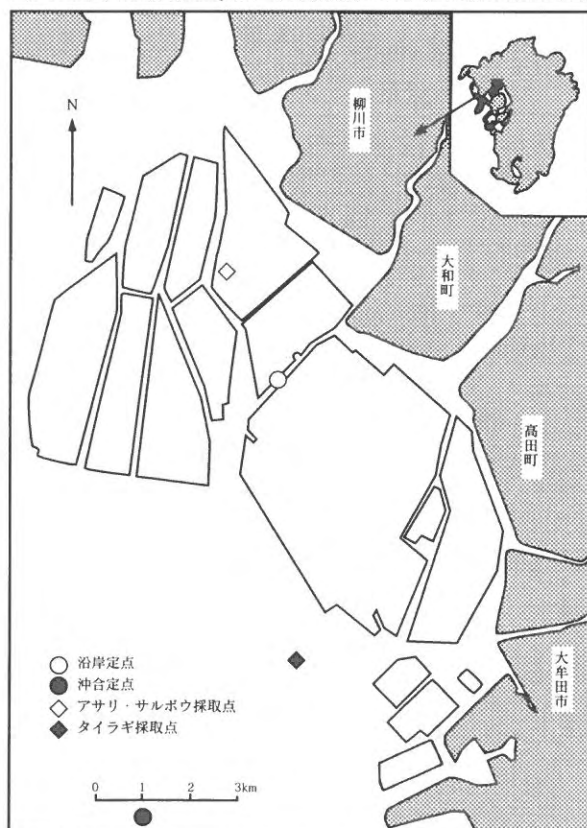 柳川市
N
大和町
高田町
沿岸定点
沖合定点
アサリ・サルボウ採取点
タイラギ採取点
大牟田市
0 1 2 3km